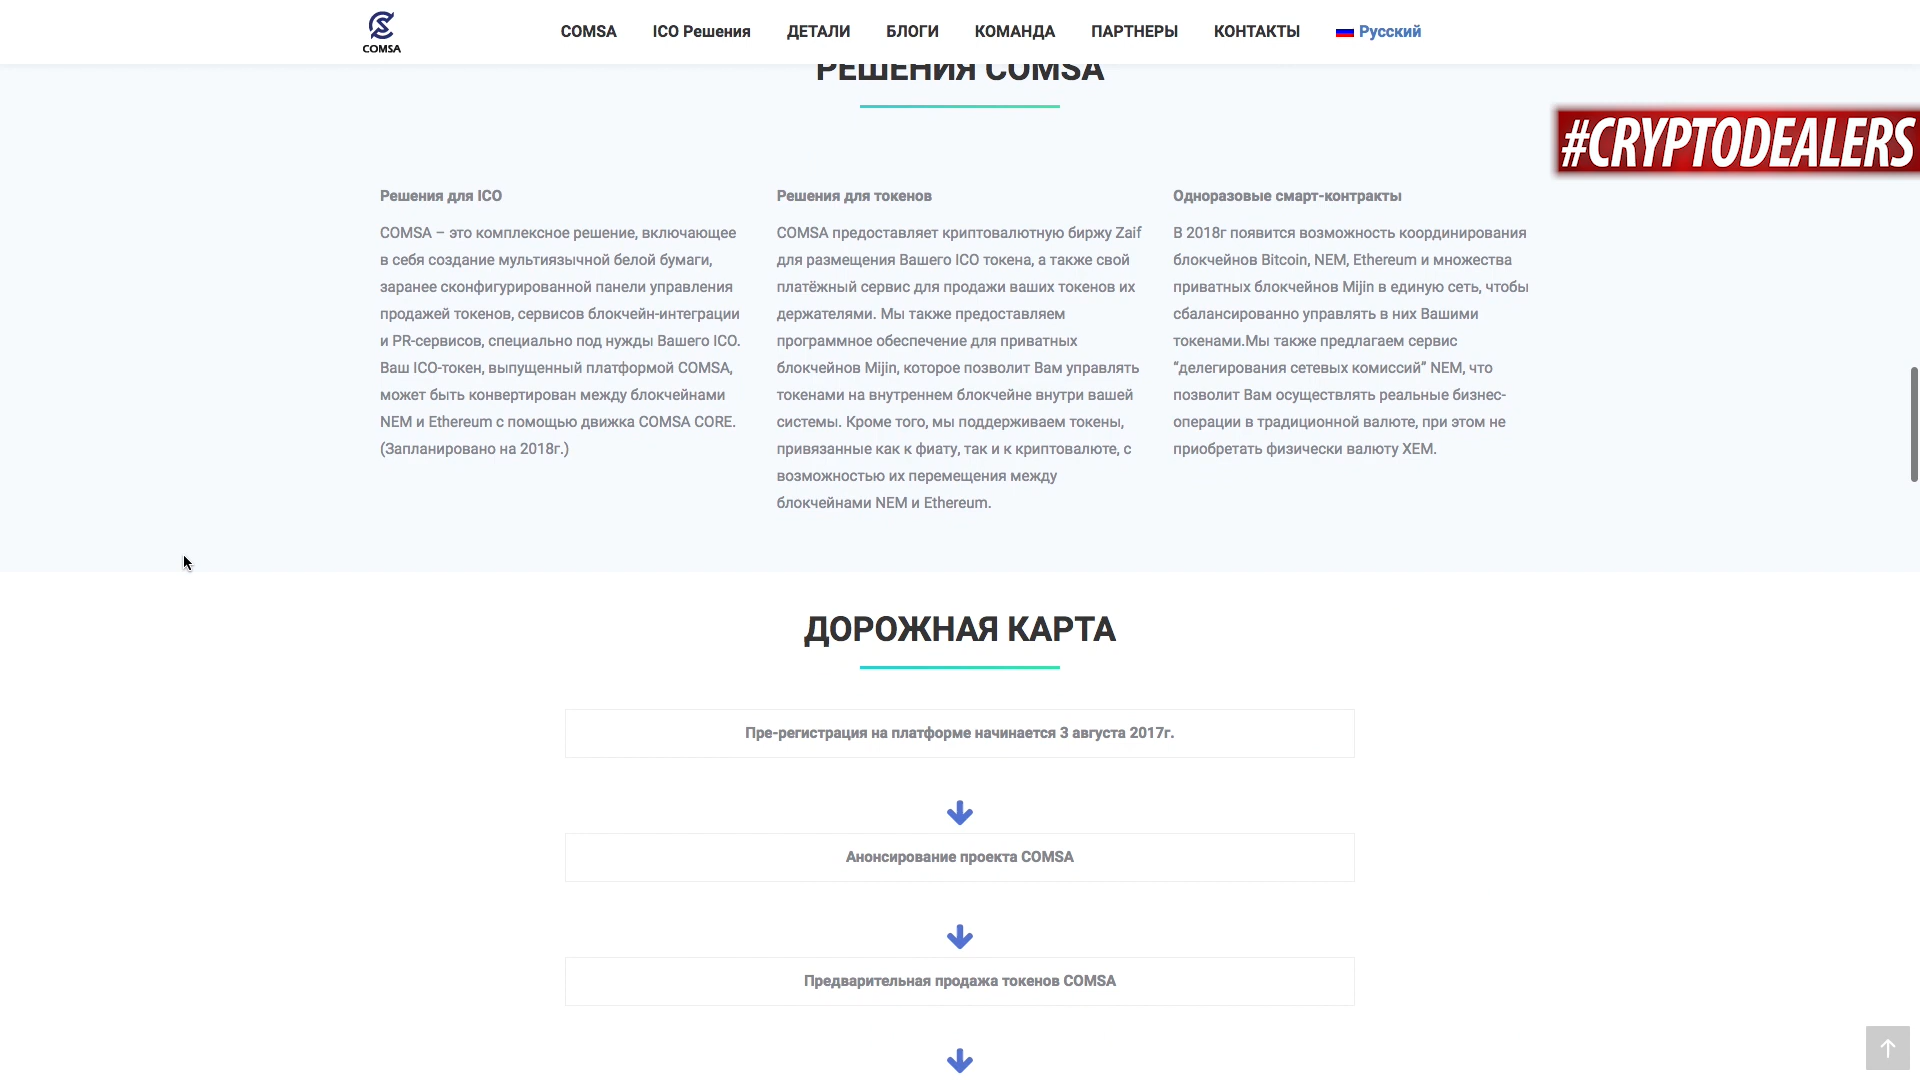 COMSA
COMSA ICO Решения ДЕТАЛИ БЛОГИ КОМАНДА ПАРТНЕРЫ КОНТАКТЫ Русский
РЕШЕНИЯ COMSA
#CRYPTODEALERS
Решения для ICO
COMSA – это комплексное решение, включающее
в себя создание мультиязычной белой бумаги,
заранее сконфигурированной панели управления
продажей токенов, сервисов блокчейн-интеграции
и PR-сервисов, специально под нужды Вашего ICO.
Ваш ICO-токен, выпущенный платформой COMSA,
может быть конвертирован между блокчейнами
NEM и Ethereum с помощью движка COMSA CORE.
(Запланировано на 2018г.)
Решения для токенов
COMSA предоставляет криптовалютную биржу Zaif
для размещения Вашего ICO токена, а также свой
платёжный сервис для продажи ваших токенов их
держателями. Мы также предоставляем
программное обеспечение для приватных
блокчейнов Mijin, которое позволит Вам управлять
токенами на внутреннем блокчейне внутри вашей
системы. Кроме того, мы поддерживаем токены,
привязанные как к фиату, так и к криптовалюте, с
возможностью их перемещения между
блокчейнами NEM и Ethereum.
Одноразовые смарт-контракты
В 2018г появится возможность координирования
блокчейнов Bitcoin, NEM, Ethereum и множества
приватных блокчейнов Mijin в единую сеть, чтобы
сбалансированно управлять в них Вашими
токенами.Мы также предлагаем сервис
“делегирования сетевых комиссий” NEM, что
позволит Вам осуществлять реальные бизнес-
операции в традиционной валюте, при этом не
приобретать физически валюту XEM.
ДОРОЖНАЯ КАРТА
Пре-регистрация на платформе начинается 3 августа 2017г.
Анонсирование проекта COMSA
Предварительная продажа токенов COMSA